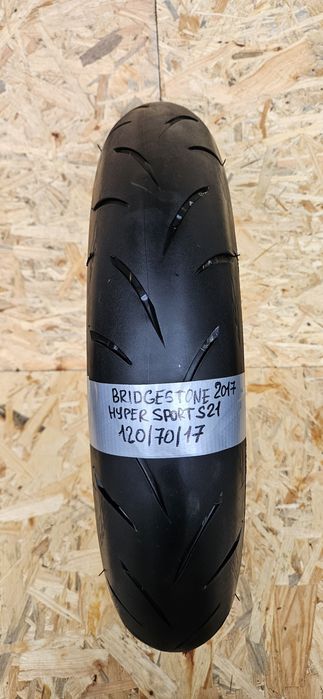 BRIDGESTONE 2017
HYPER SPORT S21
120/70/17